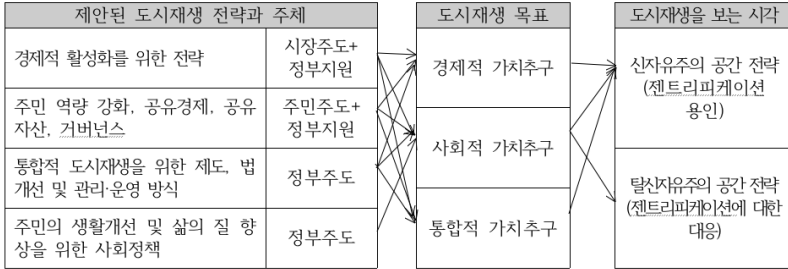 제안된 도시재생 전략과 주체
도시재생 목표
도시재생을 보는 시각
경제적 활성화를 위한 전략
시장주도+
정부지원
주민 역량 강화, 공유경제, 공유
자산, 거버넌스
주민주도+
정부지원
통합적 도시재생을 위한 제도, 법
개선 및 관리·운영 방식
정부주도
주민의 생활개선 및 삶의 질 향
상을 위한 사회정책
정부주도
경제적 가치추구
사회적 가치추구
통합적 가치추구
신자유주의 공간 전략
(젠트리피케이션
용인)
탈신자유주의 공간 전략
(젠트리피케이션에 대한
대응)